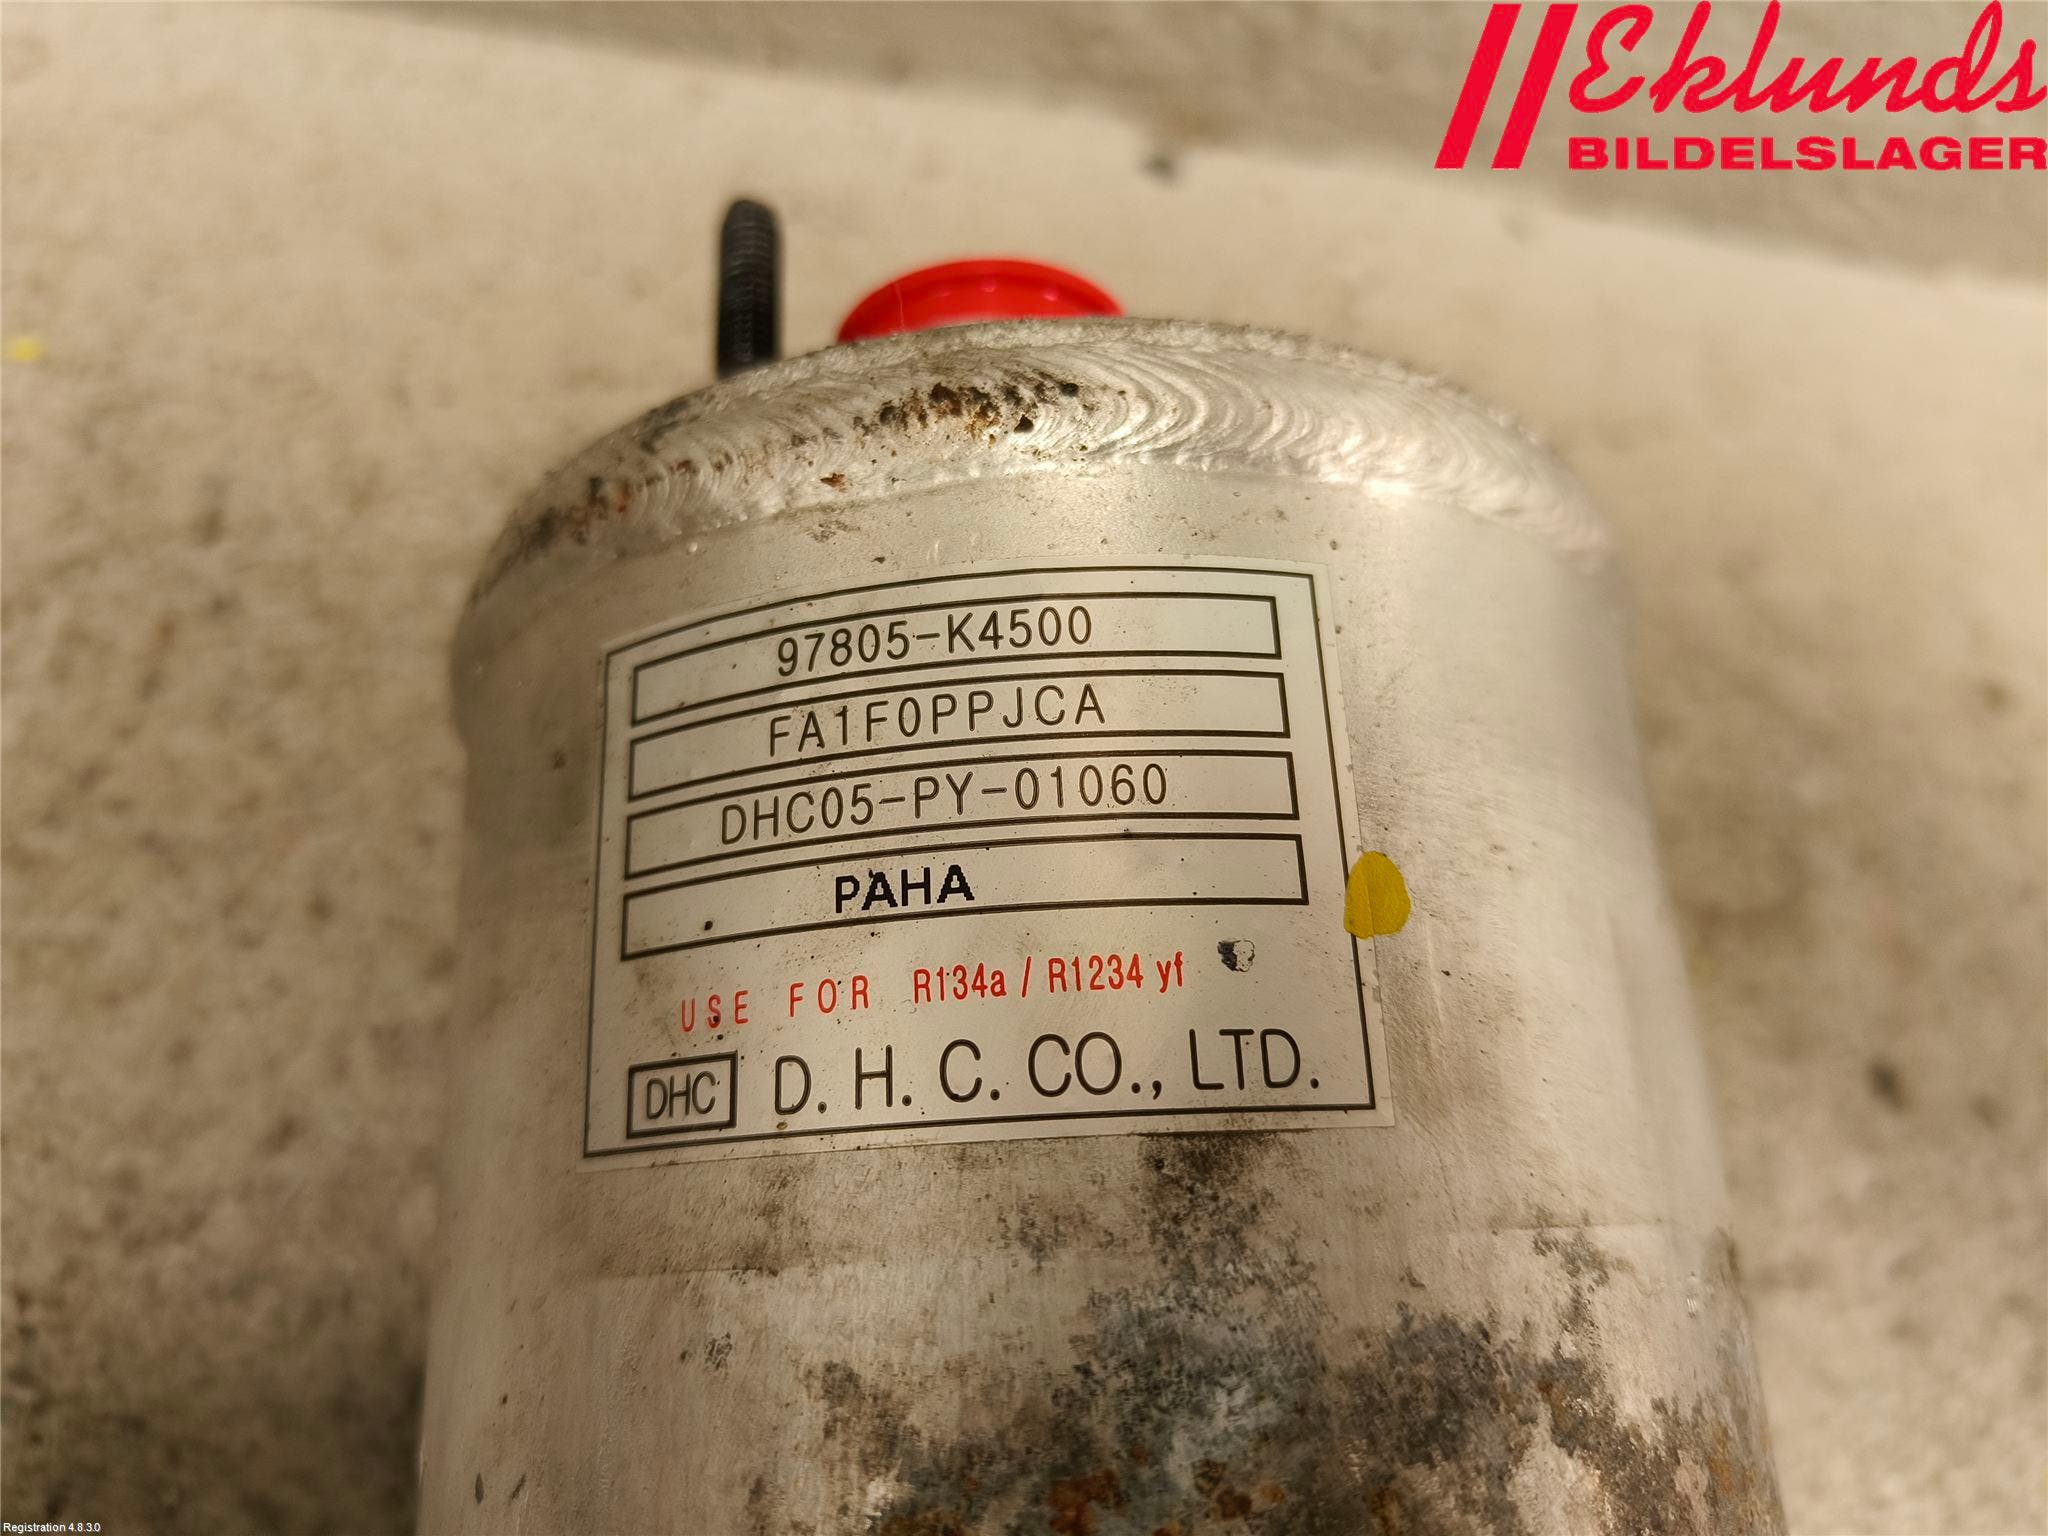 Eklunds
BILDELSLAGER
97805-K4500
FA1F0PPJCA
DHC05-PY-01060
PAHA
USE FOR R134a / R1234 yf
DHC D. H. C. CO., LTD.
Registration 4.8.3.0